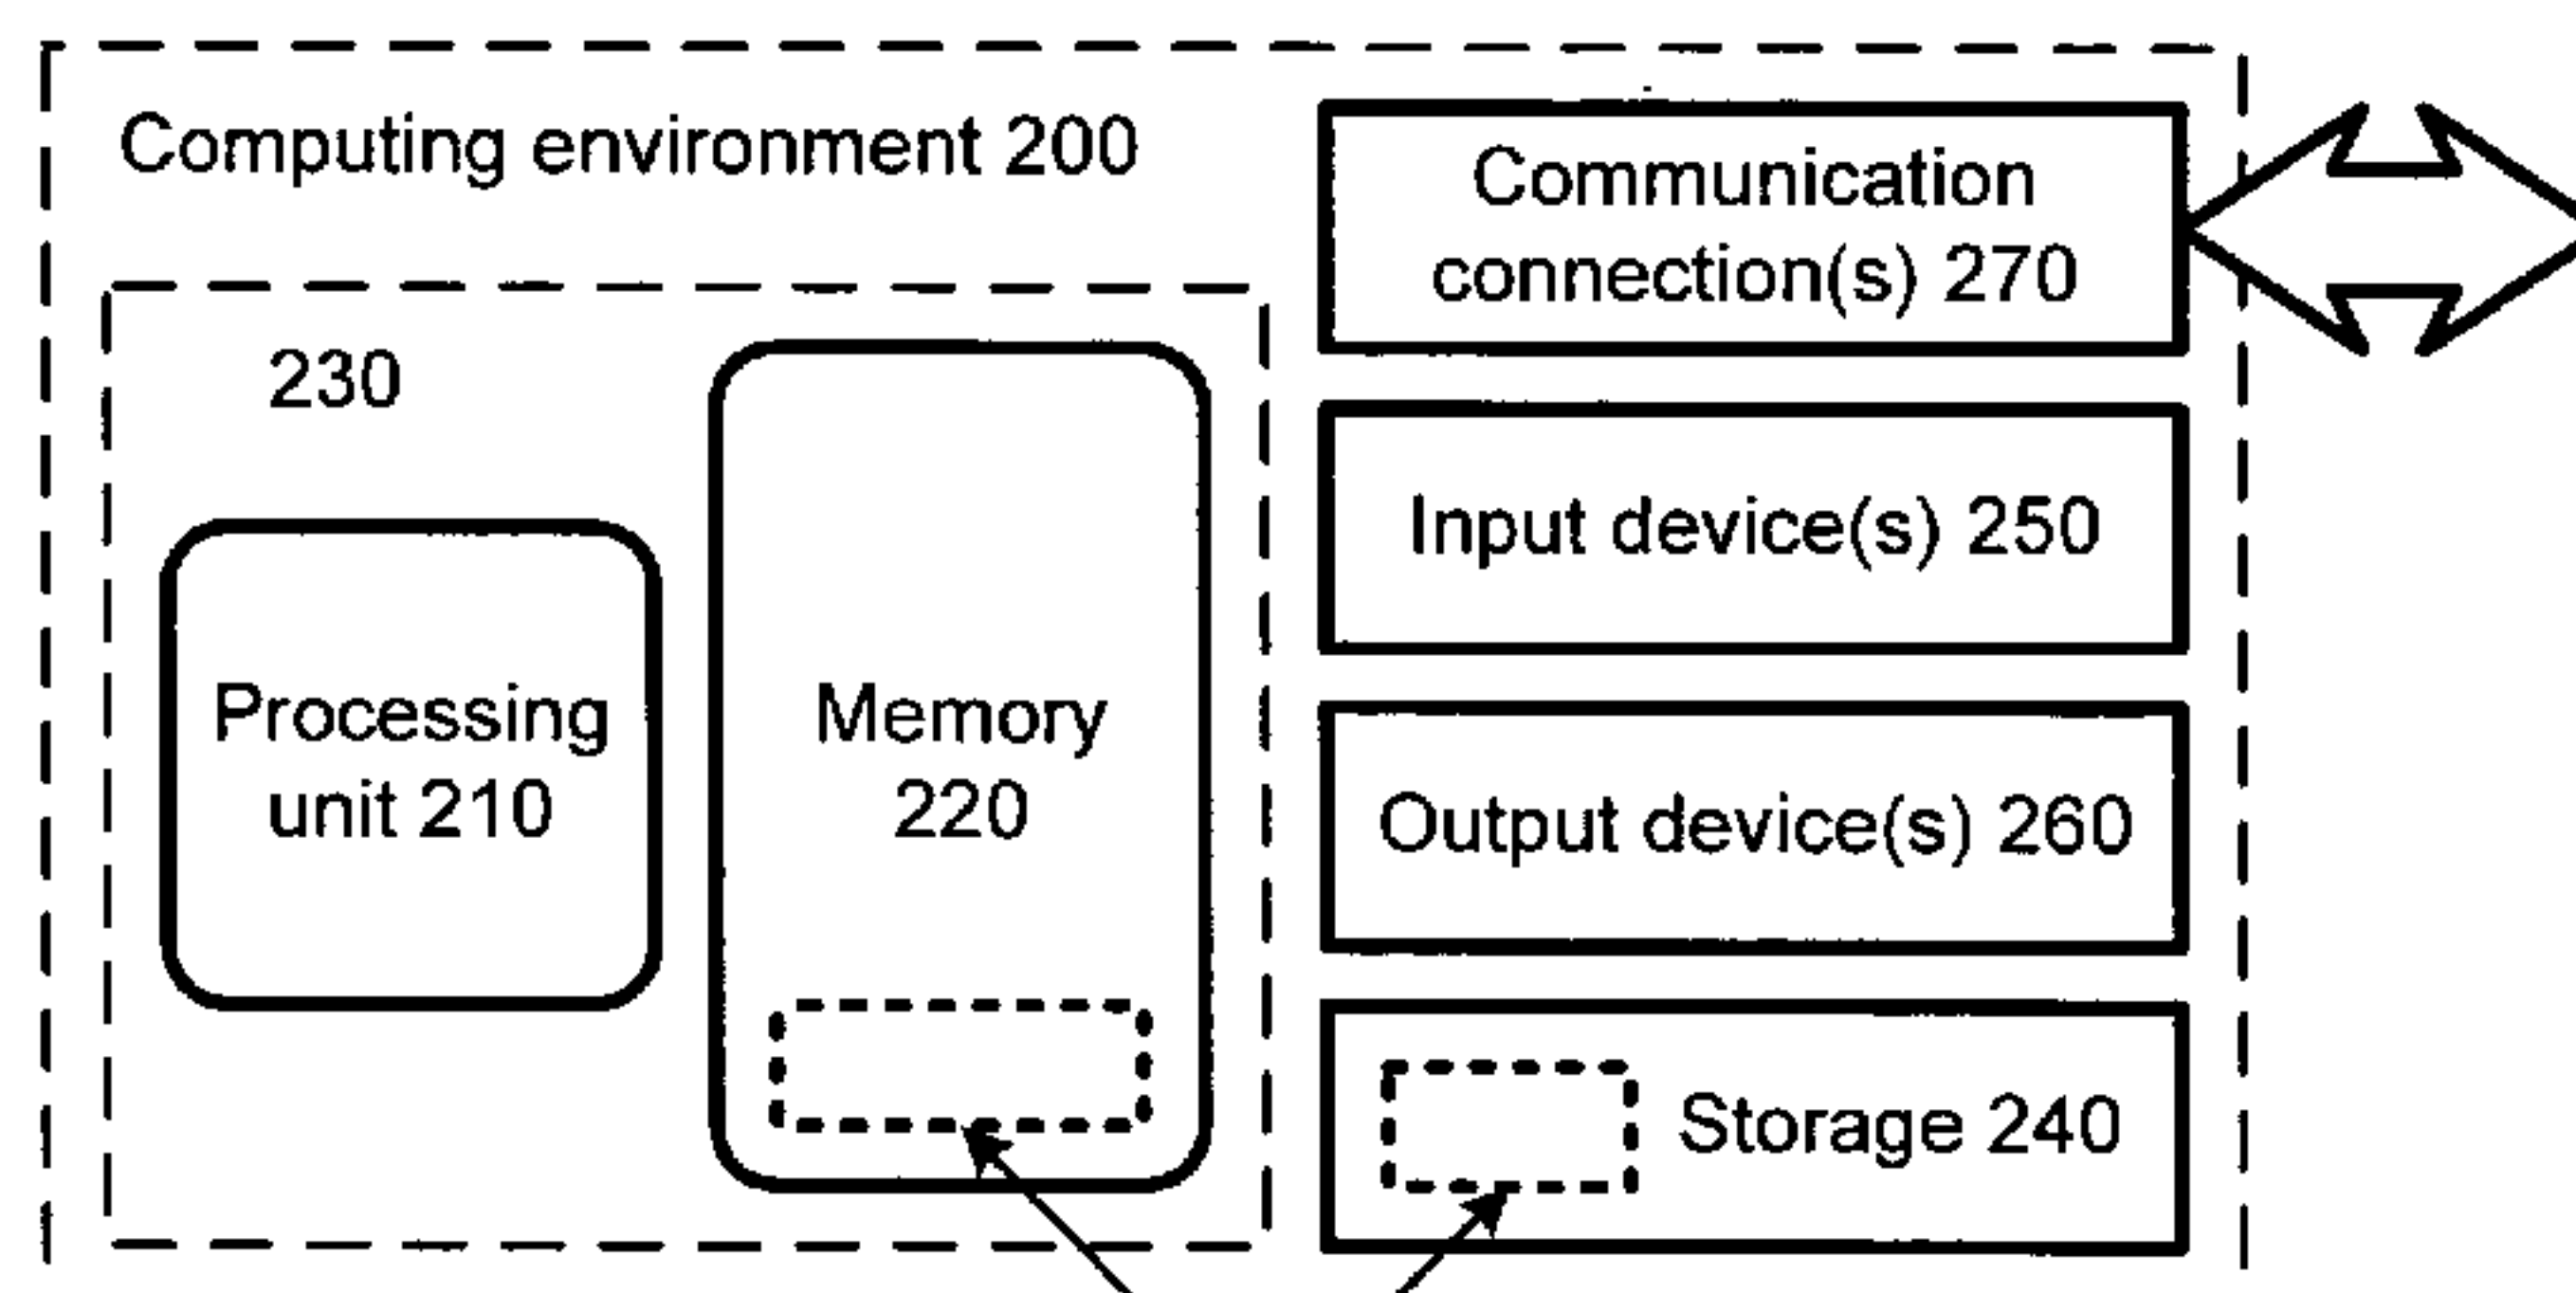 Computing environment 200
Communication
connection(s) 270
230
Input device(s) 250
Processing
unit 210
Memory
220
Output device(s) 260
Storage 240